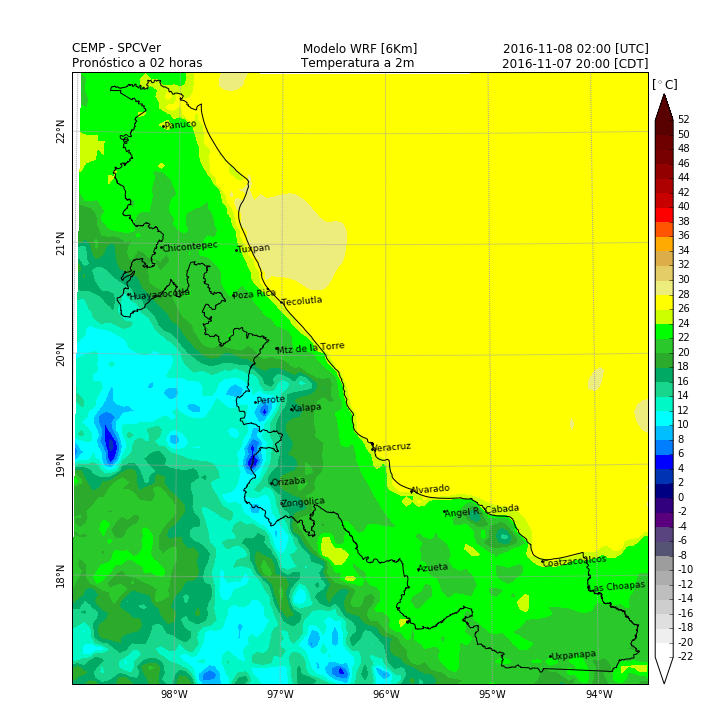 CEMP - SPCVer Modelo WRF [6Km] 2016-11-08 02:00 [UTC]
Pronóstico a 02 horas Temperatura a 2m 2016-11-07 20:00 [CDT]
[°C]
52
50
48
46
44
42
40
38
36
34
32
30
28
26
24
22
20
18
16
14
12
10
8
6
4
2
0
-2
-4
-6
-8
-10
-12
-14
-16
-18
-20
-22
22°N
21°N
20°N
19°N
18°N
Panuco
Chicontepec
Tuxpan
Huayacocotla
Poza Rica
Tecolutla
Mtz de la Torre
Perote
Xalapa
Veracruz
Orizaba
Alvarado
Zongolica
Angel R. Cabada
Azueta
Coatzacoalcos
Las Choapas
Uxpanapa
98°W 97°W 96°W 95°W 94°W